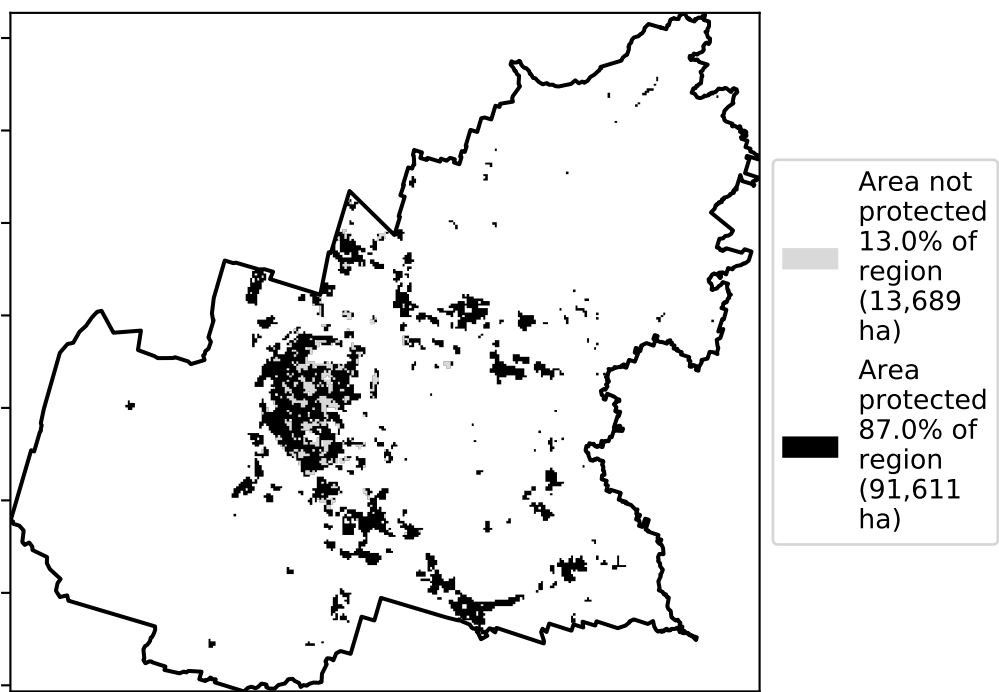 Area not
protected
13.0% of
region
(13,689
ha)
Area
protected
87.0% of
region
(91,611
ha)